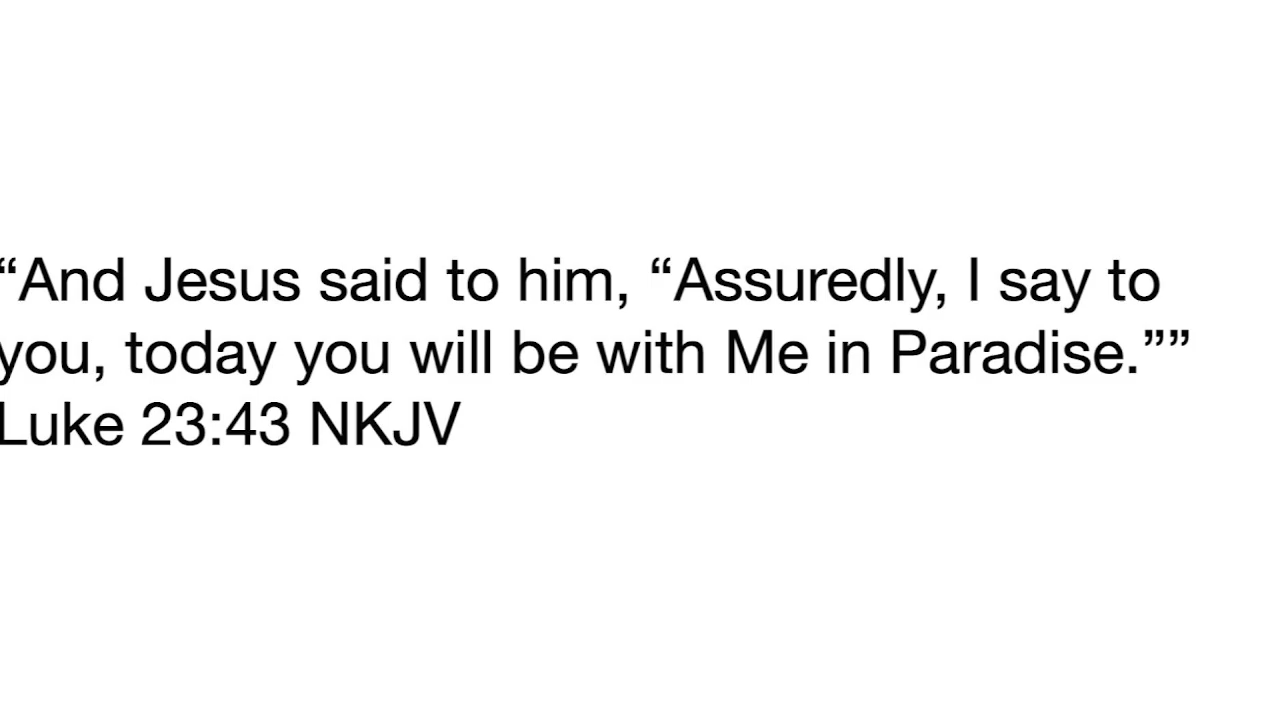 “And Jesus said to him, “Assuredly, I say to
you, today you will be with Me in Paradise.””
Luke 23:43 NKJV